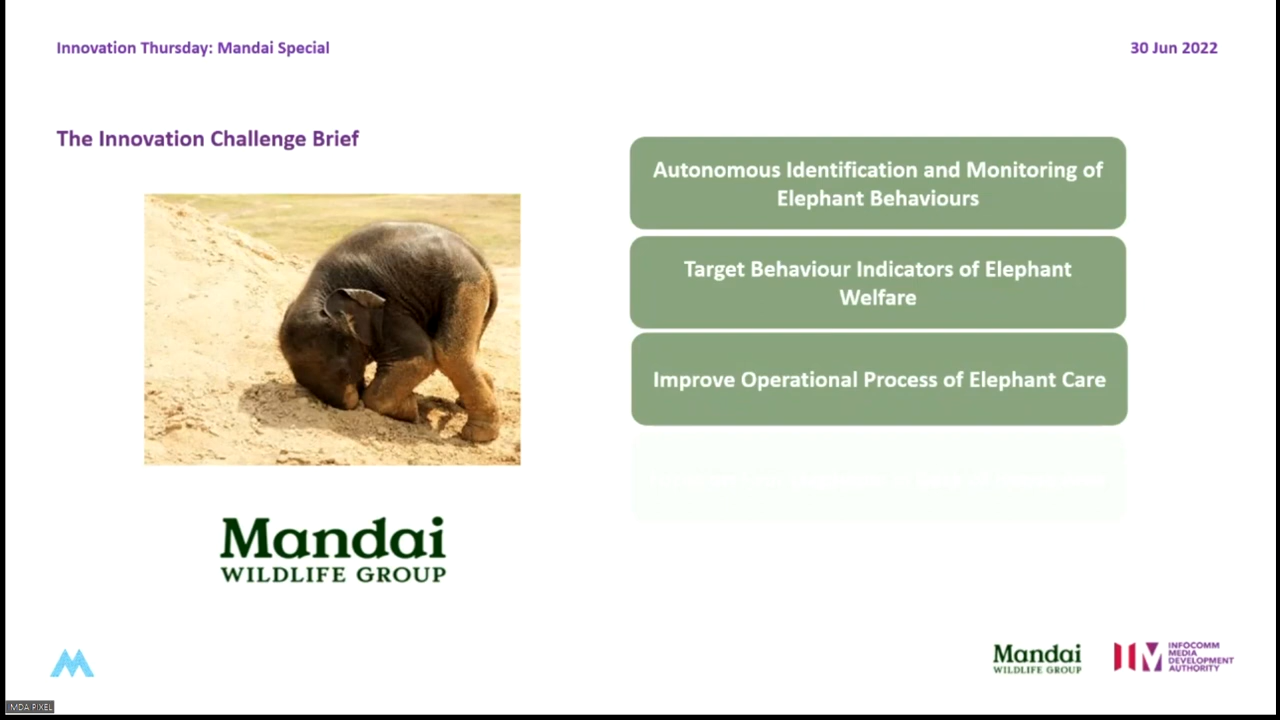 Innovation Thursday: Mandai Special
30 Jun 2022
The Innovation Challenge Brief
Autonomous Identification and Monitoring of
Elephant Behaviours
Target Behaviour Indicators of Elephant
Welfare
Improve Operational Process of Elephant Care
Mandai
WILDLIFE GROUP
Mandai
WILDLIFE GROUP
INFOCOMM
MEDIA
DEVELOPMENT
AUTHORITY
IMDA PIXEL